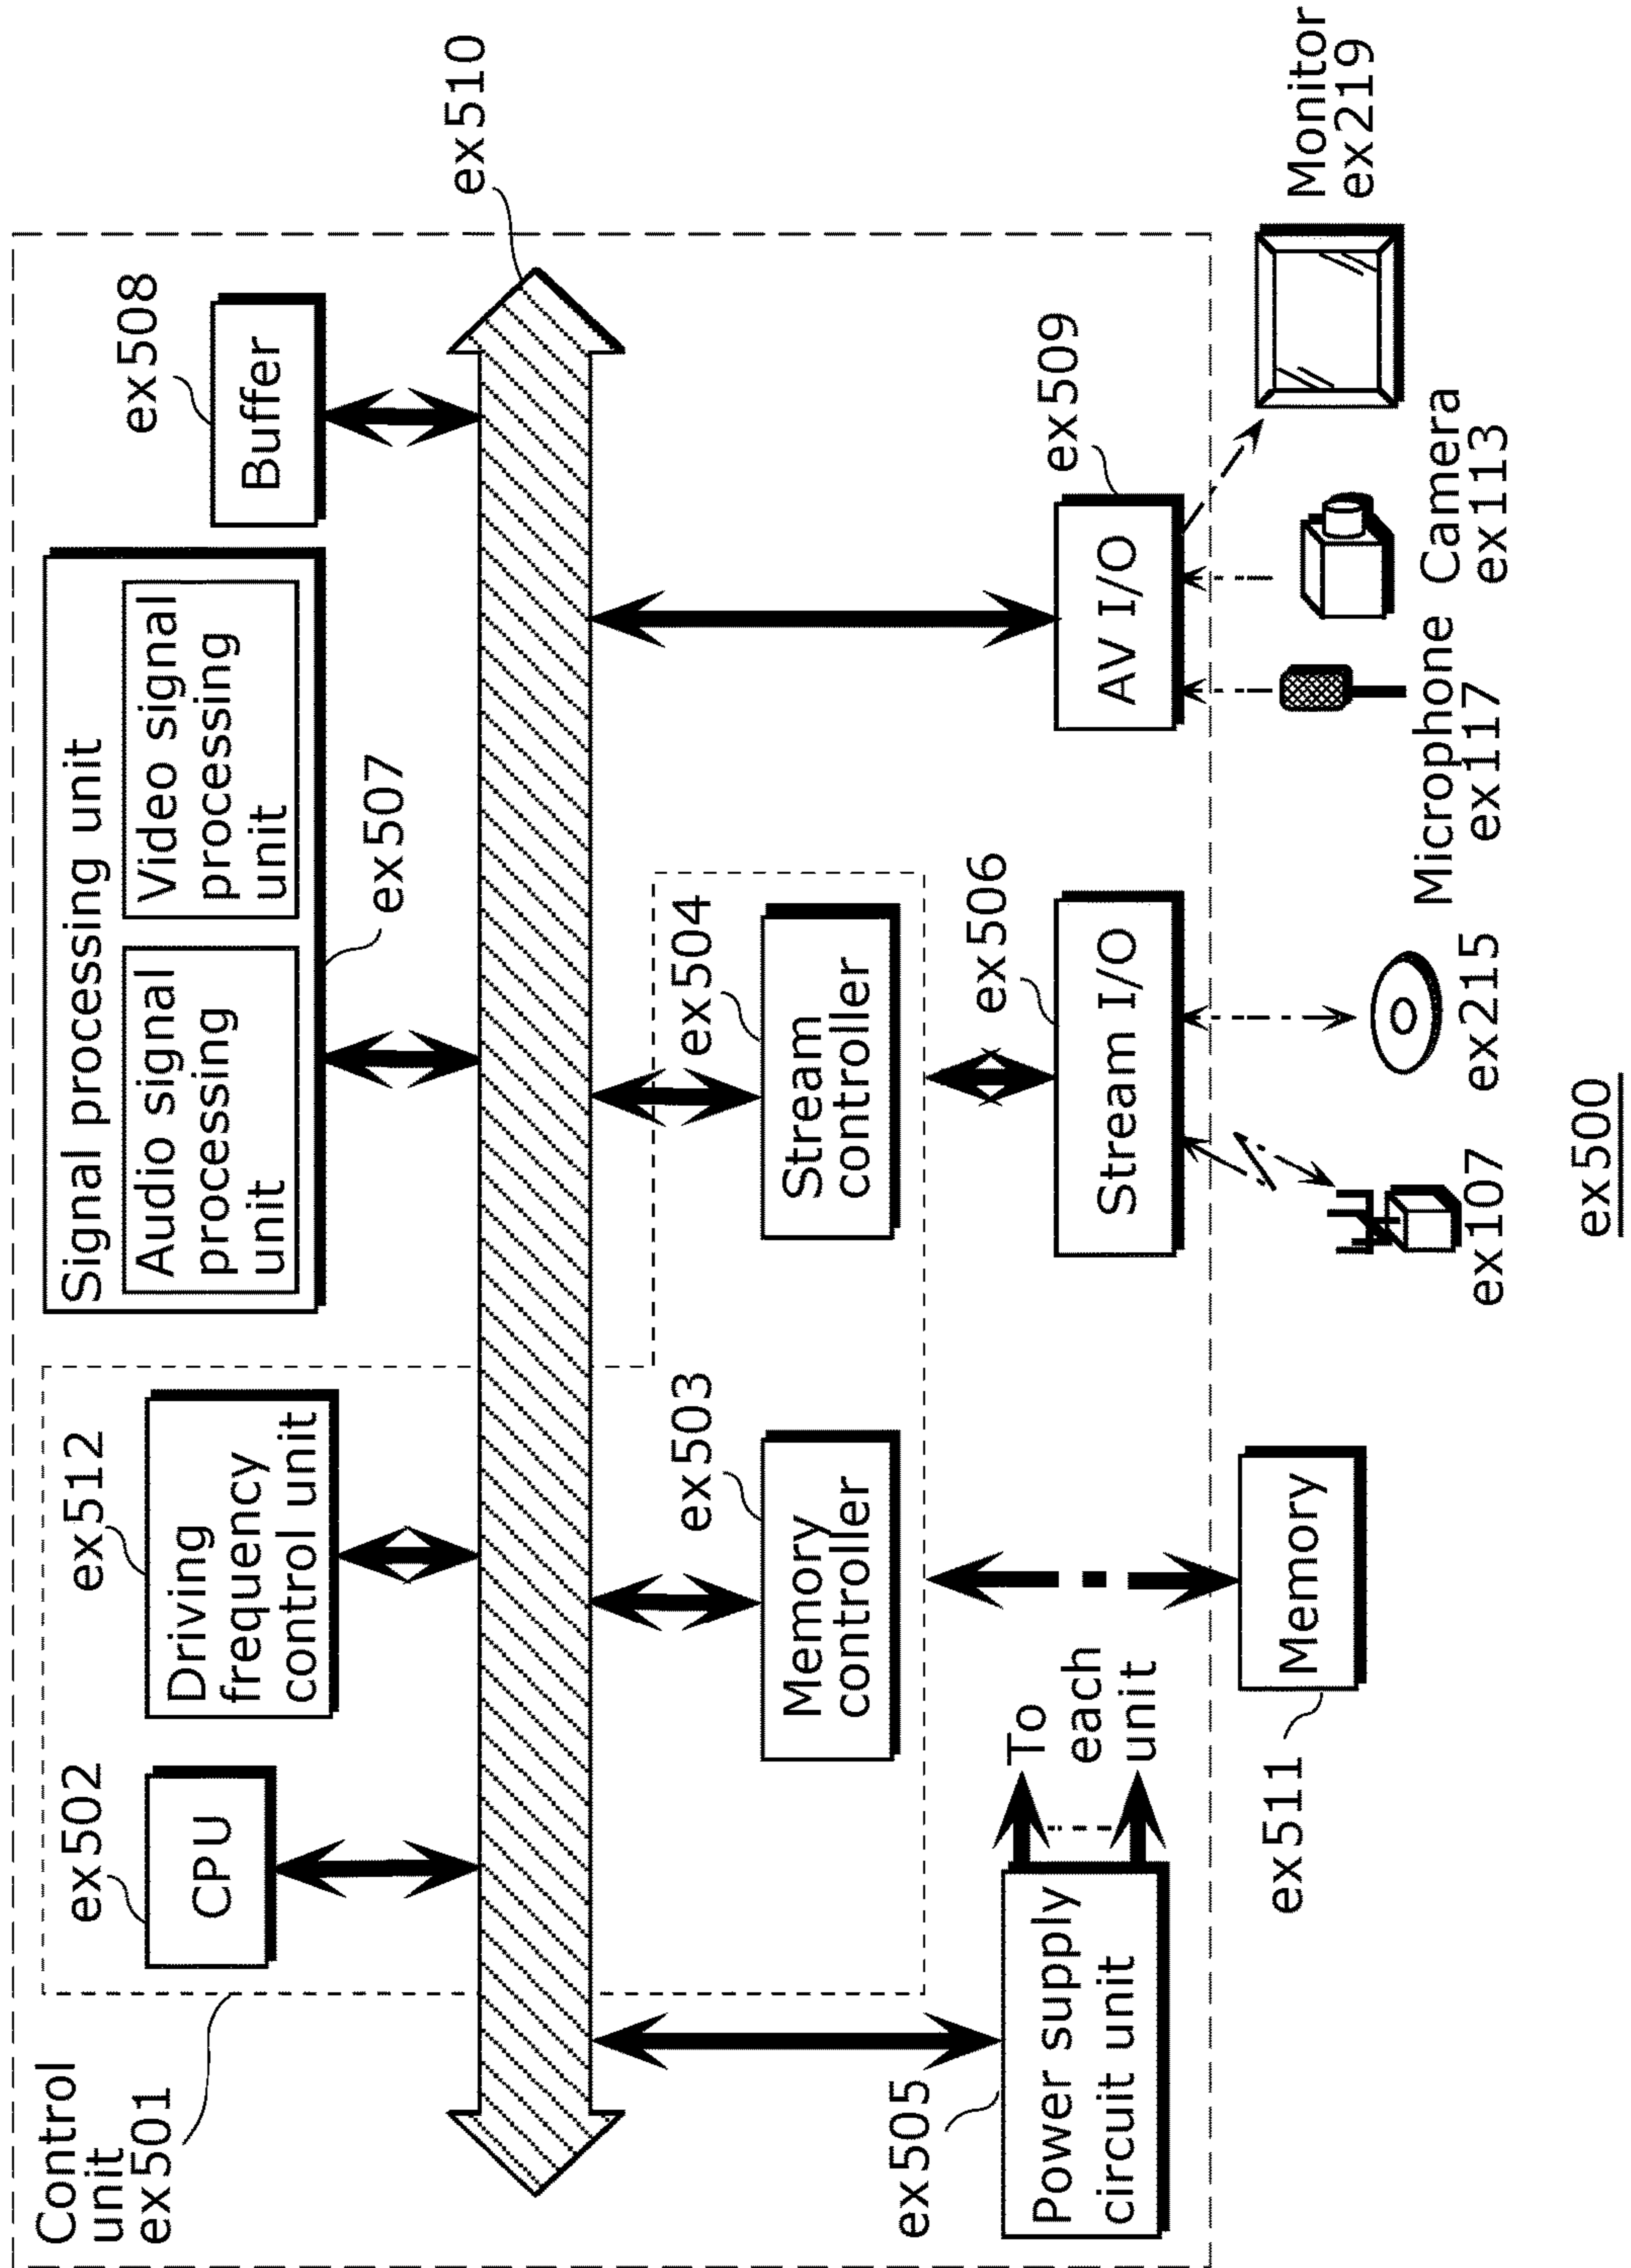 Control
unit
ex501
ex502
CPU
ex512
Driving
frequency
control unit
Signal processing unit
Audio signal
processing
unit
Video signal
processing
unit
ex507
ex508
Buffer
ex510
ex503
Memory
controller
ex504
Stream
controller
ex505
Power supply
circuit unit
To
each
unit
ex506
Stream I/O
ex509
AV I/O
ex511
Memory
ex107
ex215
Microphone
ex117
Camera
ex113
Monitor
ex219
ex500